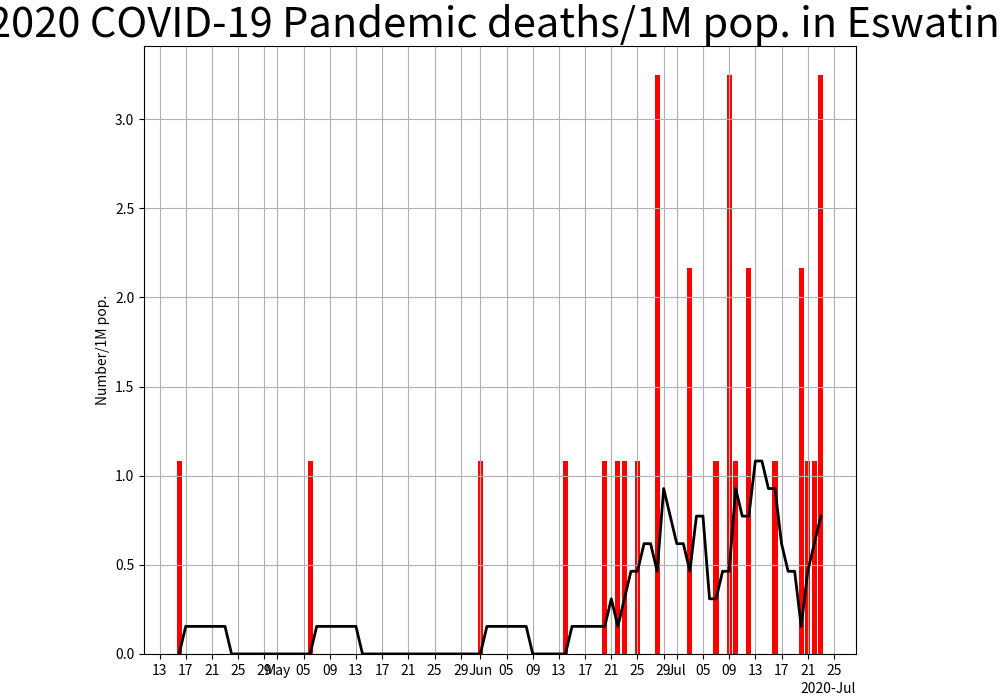 2020 COVID-19 Pandemic deaths/1M pop. in Eswatin
Number/1M pop.
3.0
2.5
2.0
1.5
1.0
0.5
0.0
13 17 21 25 29 May 05 09 13 17 21 25 29 Jun 05 09 13 17 21 25 29 Jul 05 09 13 17 21 25
2020-Jul